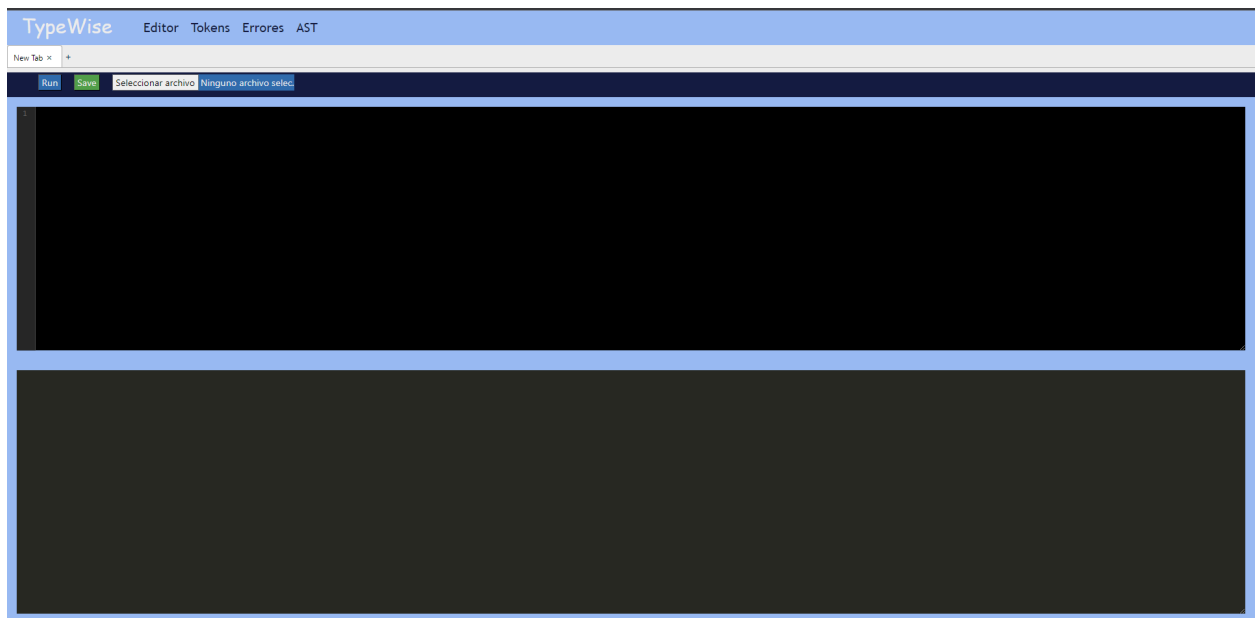 TypeWise Editor Tokens Errores AST
New Tab × +
Run Save Seleccionar archivo Ninguno archivo selec.
1